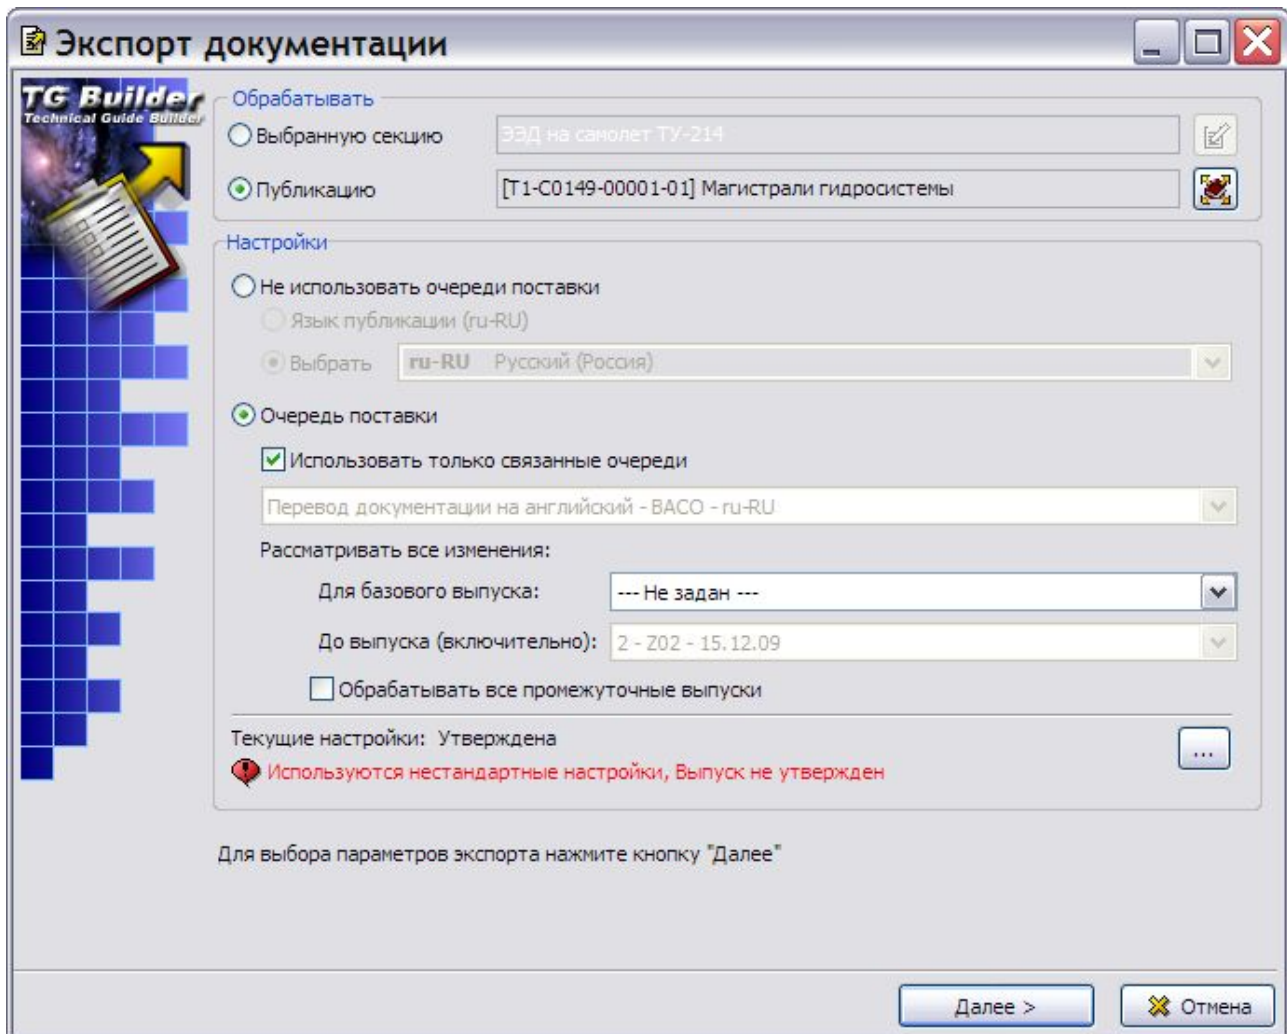 Экспорт документации
TG Builder
Technical Guide Builder
Обрабатывать
Выбранную секцию
ЭЭД на самолет ТУ-214
Публикацию
[T1-C0149-00001-01] Магистрали гидросистемы
Настройки
Не использовать очереди поставки
Язык публикации (ru-RU)
Выбрать
ru-RU Русский (Россия)
Очередь поставки
Использовать только связанные очереди
Перевод документации на английский - ВАСО - ru-RU
Рассматривать все изменения:
Для базового выпуска:
--- Не задан ---
До выпуска (включительно):
2 - Z02 - 15.12.09
Обрабатывать все промежуточные выпуски
Текущие настройки: Утверждена
...
Используются нестандартные настройки, Выпуск не утвержден
Для выбора параметров экспорта нажмите кнопку "Далее"
Далее >
Отмена